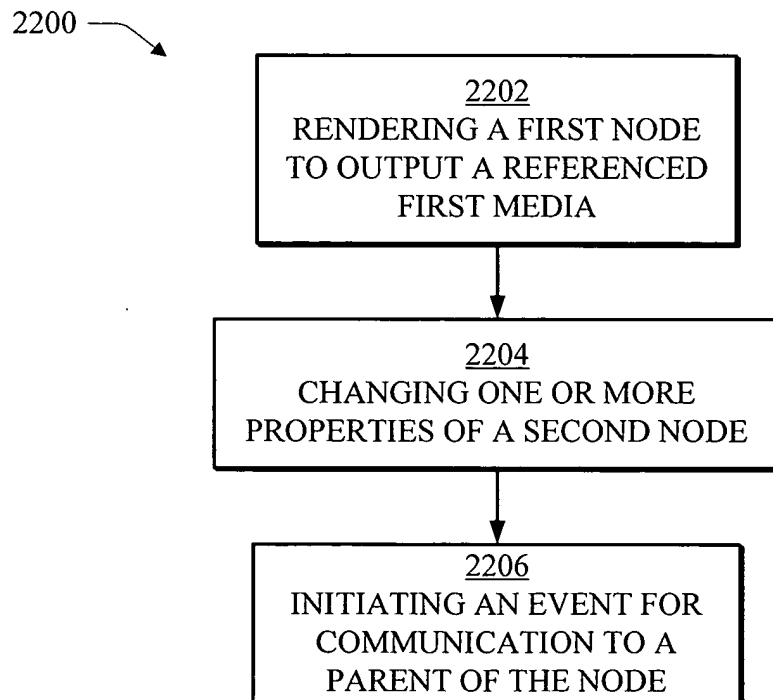 2200
2202
RENDERING A FIRST NODE
TO OUTPUT A REFERENCED
FIRST MEDIA
2204
CHANGING ONE OR MORE
PROPERTIES OF A SECOND NODE
2206
INITIATING AN EVENT FOR
COMMUNICATION TO A
PARENT OF THE NODE